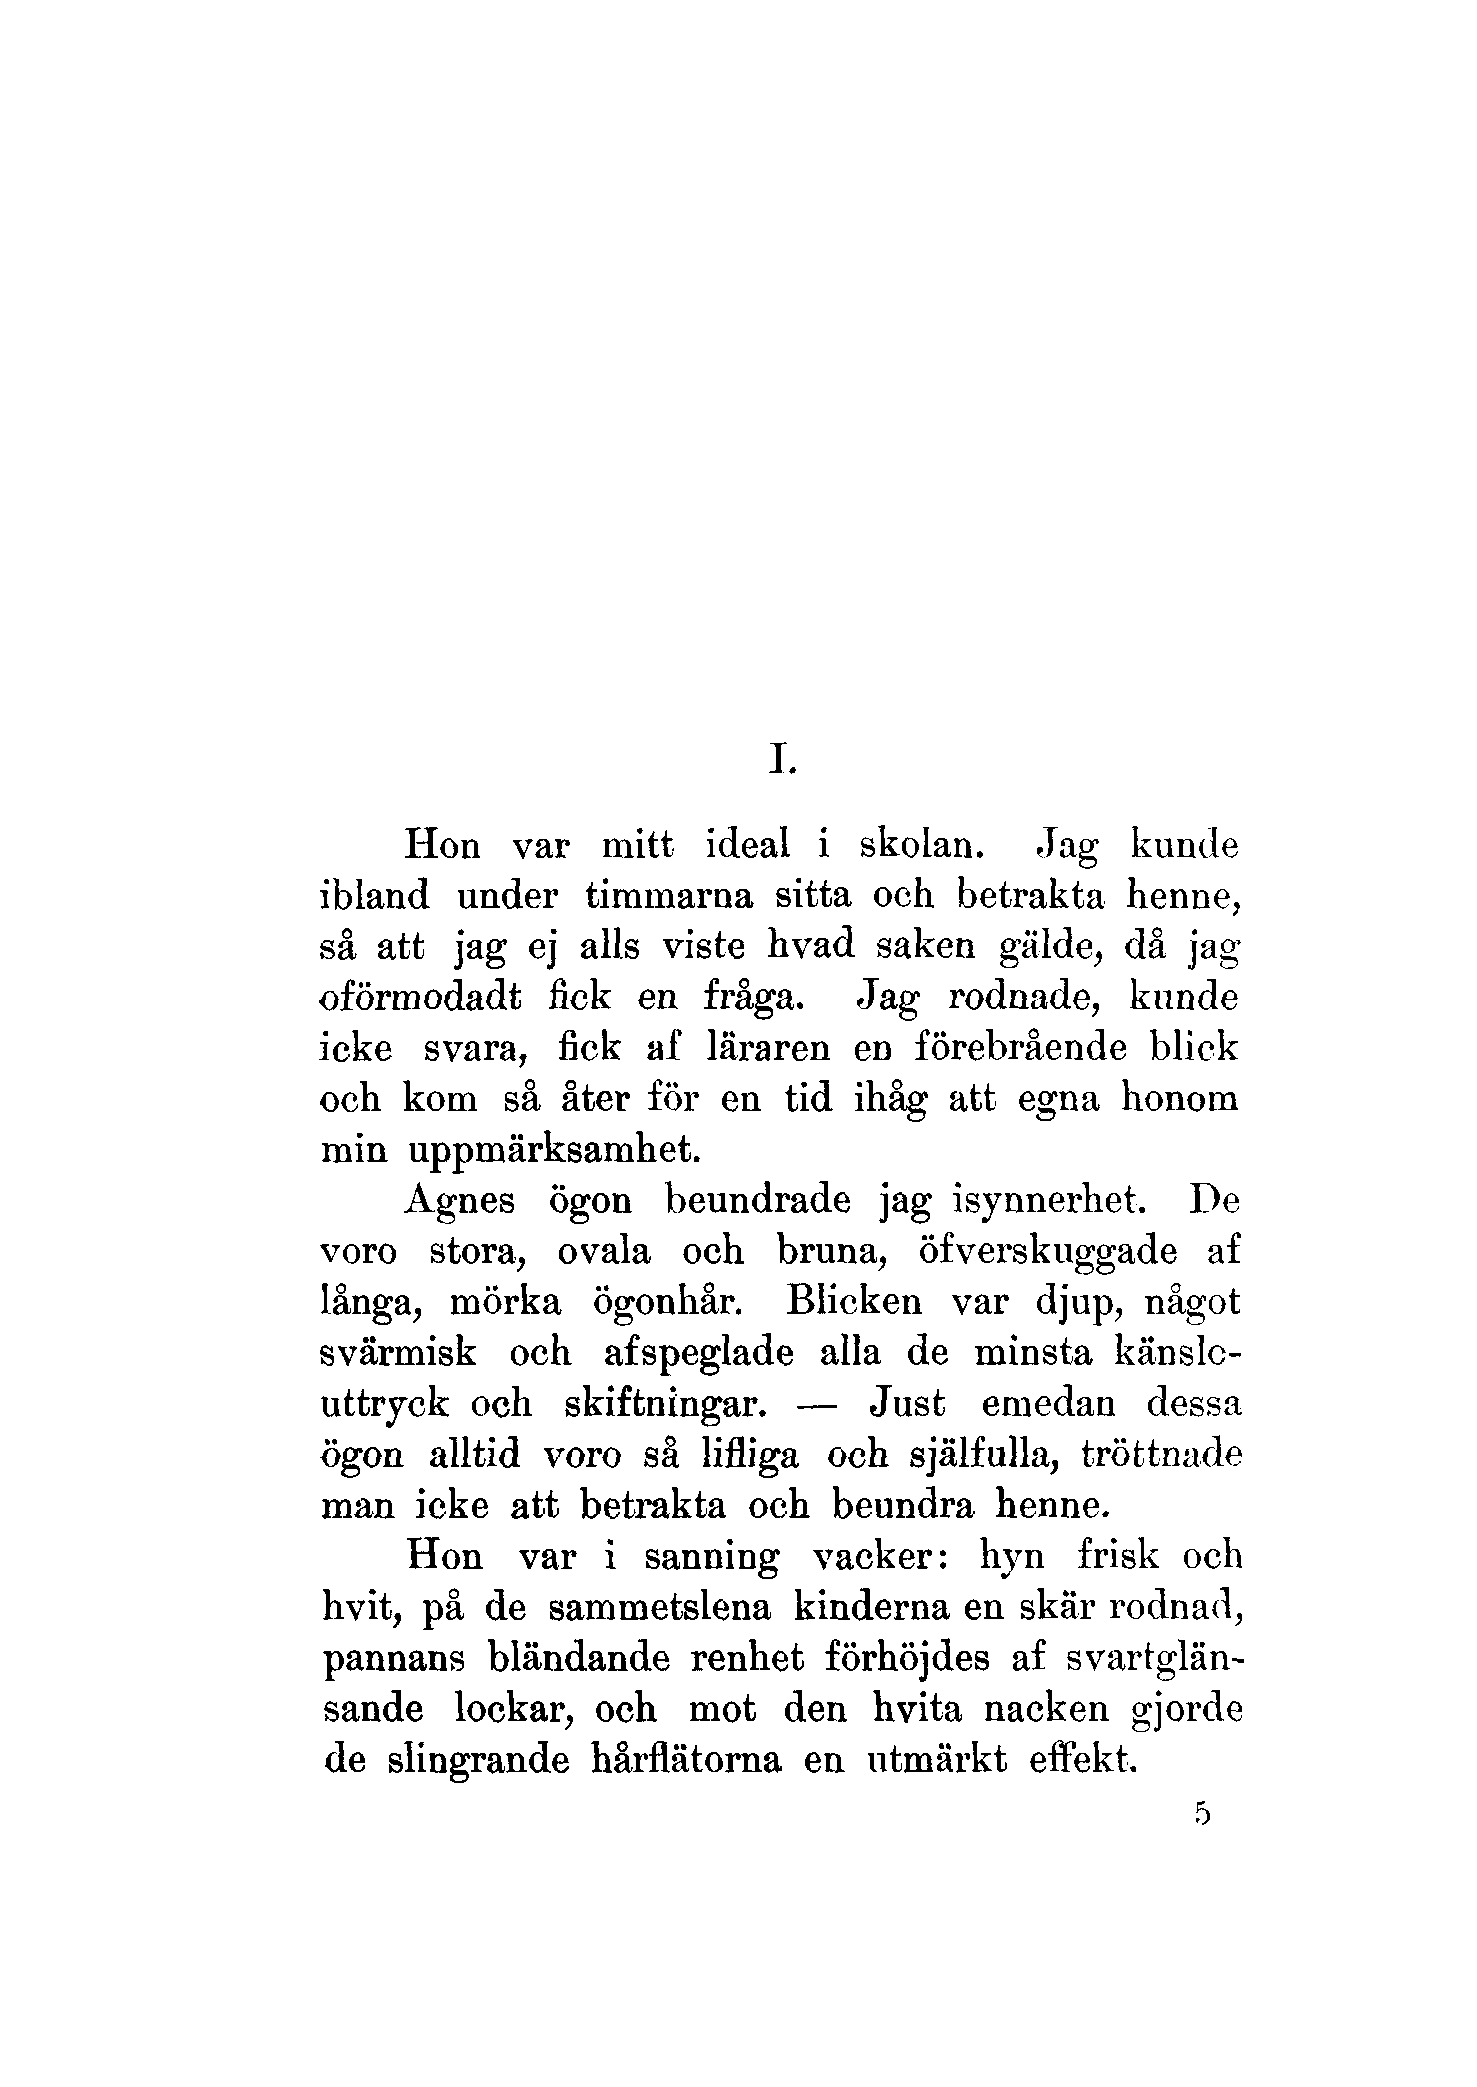 I.
Hon var mitt ideal i skolan. Jag kunde
ibland under timmarna sitta och betrakta henne,
så att jag ej alls viste hvad saken gälde, då jag
oförmodadt fick en fråga. Jag rodnade, kunde
icke svara, fick af läraren en förebrående blick
och kom så åter för en tid ihåg att egna honom
min uppmärksamhet.
Agnes ögon beundrade jag isynnerhet. De
voro stora, ovala och bruna, öfverskuggade af
långa, mörka ögonhår. Blicken var djup, något
svärmisk och afspeglade alla de minsta känslo-
uttryck och skiftningar. — Just emedan dessa
ögon alltid voro så lifliga och själfulla, tröttnade
man icke att betrakta och beundra henne.
Hon var i sanning vacker: hyn frisk och
hvit, på de sammetslena kinderna en skär rodnad,
pannans bländande renhet förhöjdes af svartglän-
sande lockar, och mot den hvita nacken gjorde
de slingrande hårflätorna en utmärkt effekt.
5